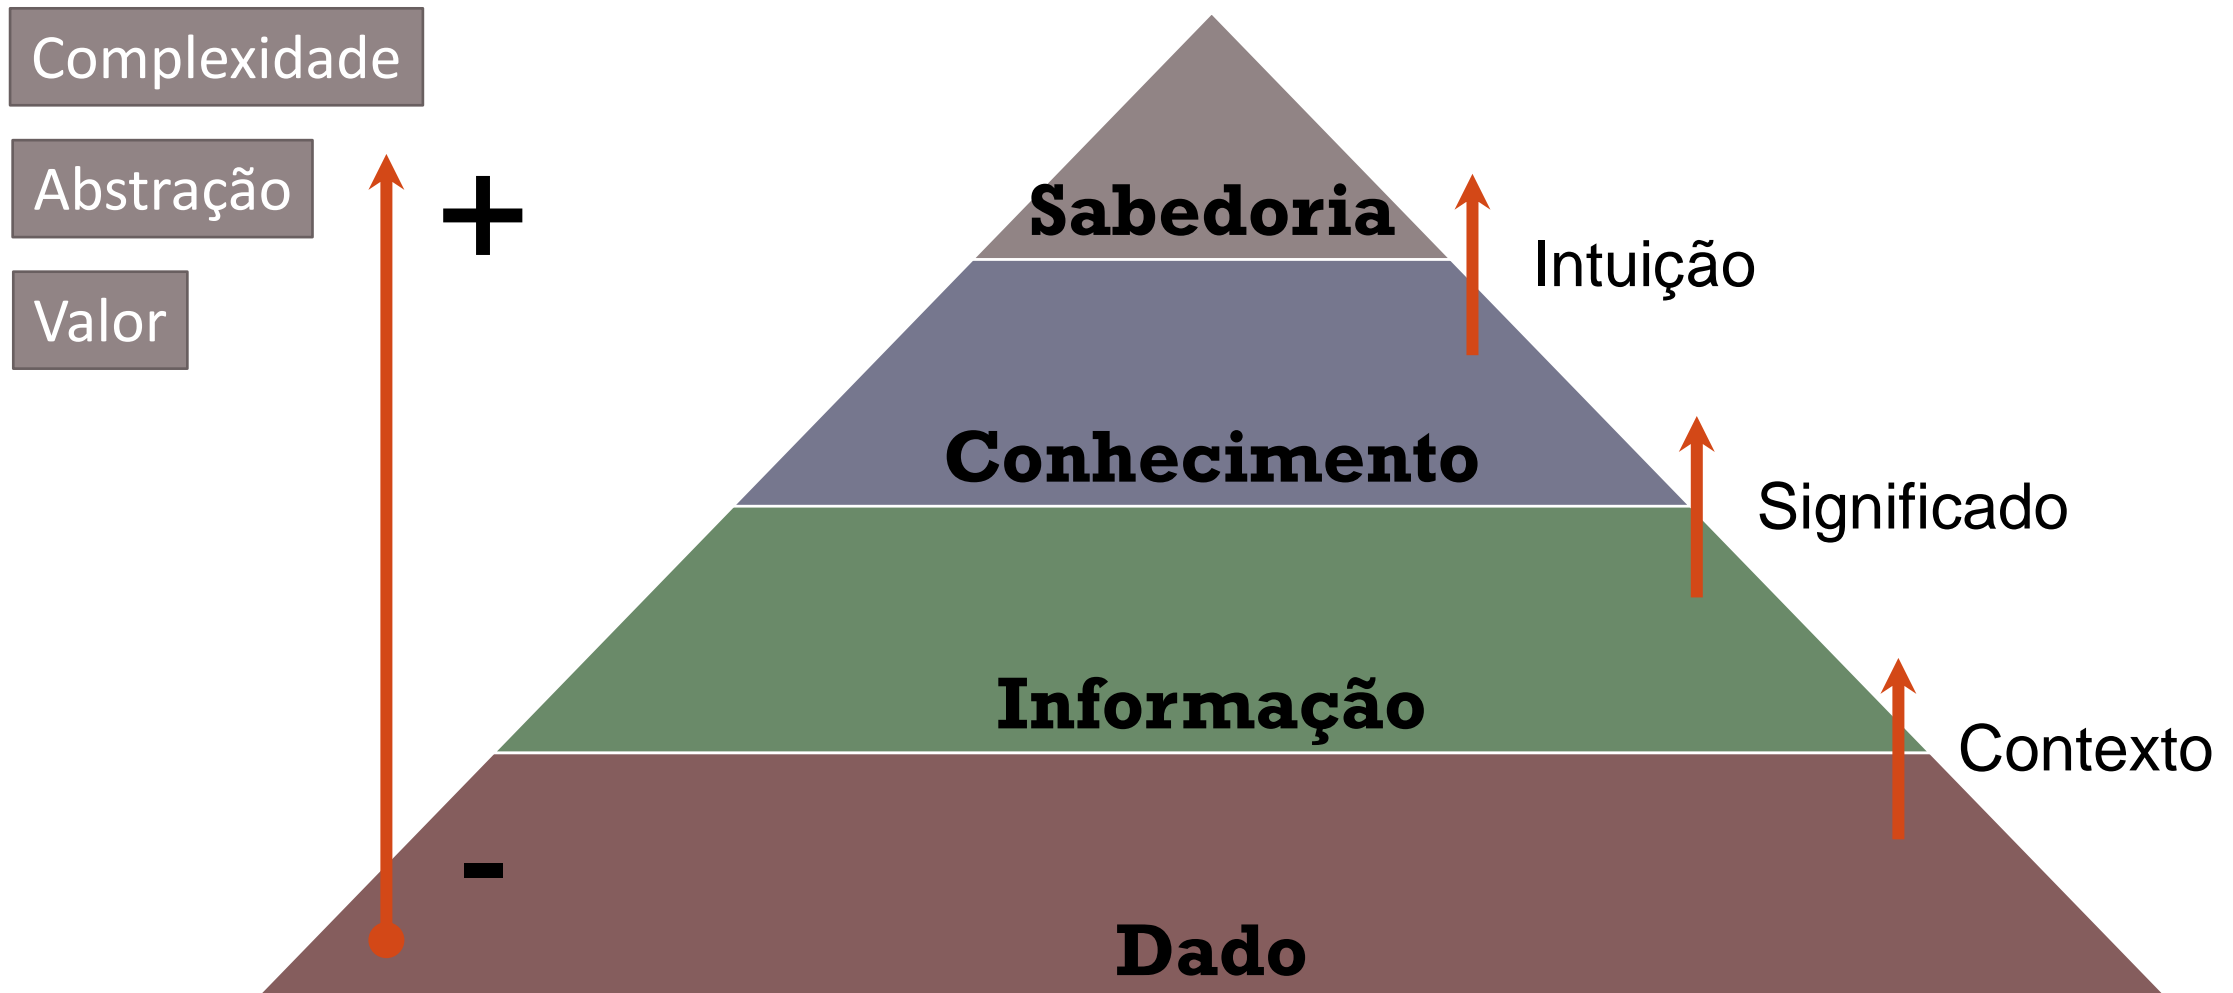 Complexidade
Abstração
Valor
+
-
Sabedoria
Intuição
Conhecimento
Significado
Informação
Contexto
Dado